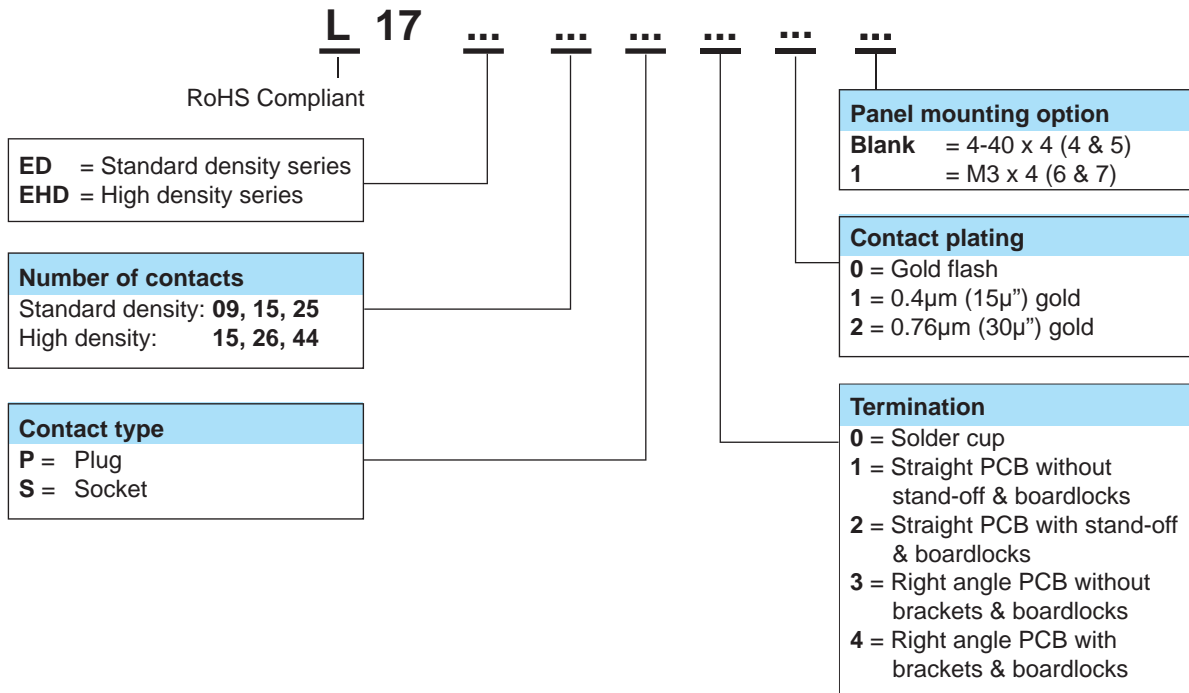 L 17 ... ... ... ... ... ...
RoHS Compliant
ED = Standard density series
EHD = High density series
Number of contacts
Standard density: 09, 15, 25
High density: 15, 26, 44
Contact type
P = Plug
S = Socket
Panel mounting option
Blank = 4-40 x 4 (4 & 5)
1 = M3 x 4 (6 & 7)
Contact plating
0 = Gold flash
1 = 0.4µm (15µ”) gold
2 = 0.76µm (30µ”) gold
Termination
0 = Solder cup
1 = Straight PCB without
stand-off & boardlocks
2 = Straight PCB with stand-off
& boardlocks
3 = Right angle PCB without
brackets & boardlocks
4 = Right angle PCB with
brackets & boardlocks